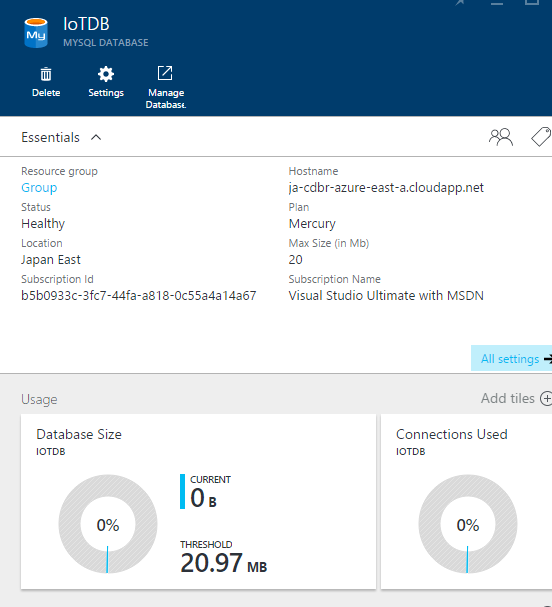 IoTDB
MYSQL DATABASE
My
Delete
Settings
Manage
Database.
Essentials
Resource group
Group
Hostname
ja-cdbr-azure-east-a.cloudapp.net
Status
Healthy
Plan
Mercury
Location
Japan East
Max Size (in Mb)
20
Subscription Id
b5b0933c-3fc7-44fa-a818-0c55a4a14a67
Subscription Name
Visual Studio Ultimate with MSDN
All settings
Usage
Add tiles
Database Size
IOTDB
0%
CURRENT
0 B
THRESHOLD
20.97 MB
Connections Used
IOTDB
0%